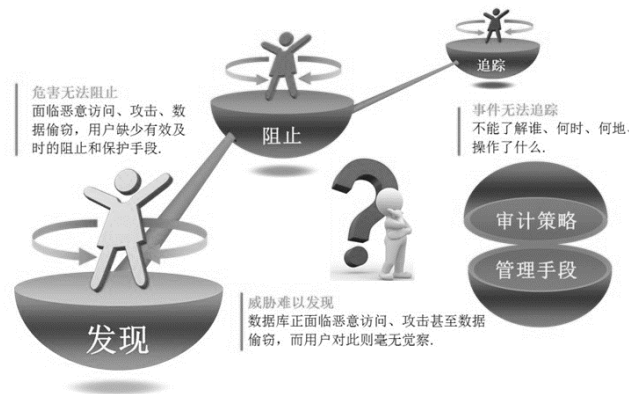 追踪
危害无法阻止
面临恶意访问、攻击、数
据偷窃，用户缺少有效及
时的阻止和保护手段.
阻止
事件无法追踪
不能了解谁、何时、何地、
操作了什么.
审计策略
管理手段
威胁难以发现
数据库正面临恶意访问、攻击甚至数据
偷窃，而用户对此则毫无觉察.
发现